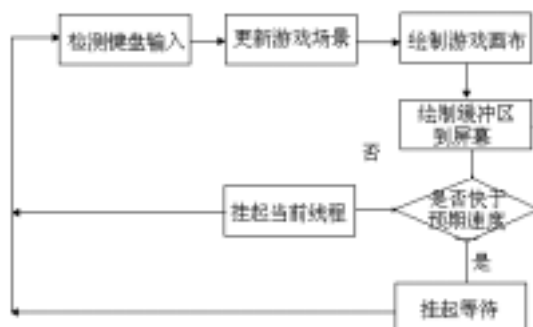 检测键盘输入
更新游戏场景
绘制游戏画布
绘制缓冲区
到屏幕
否
挂起当前线程
是否快于
预期速度
是
挂起等待